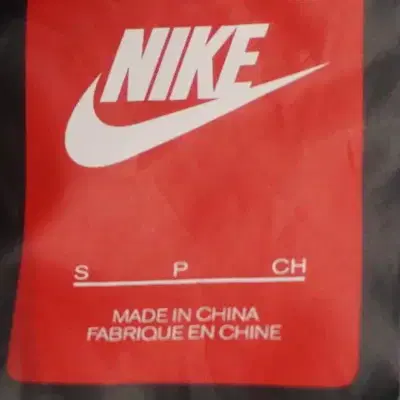 NIKE
S P CH
MADE IN CHINA
FABRIQUE EN CHINE